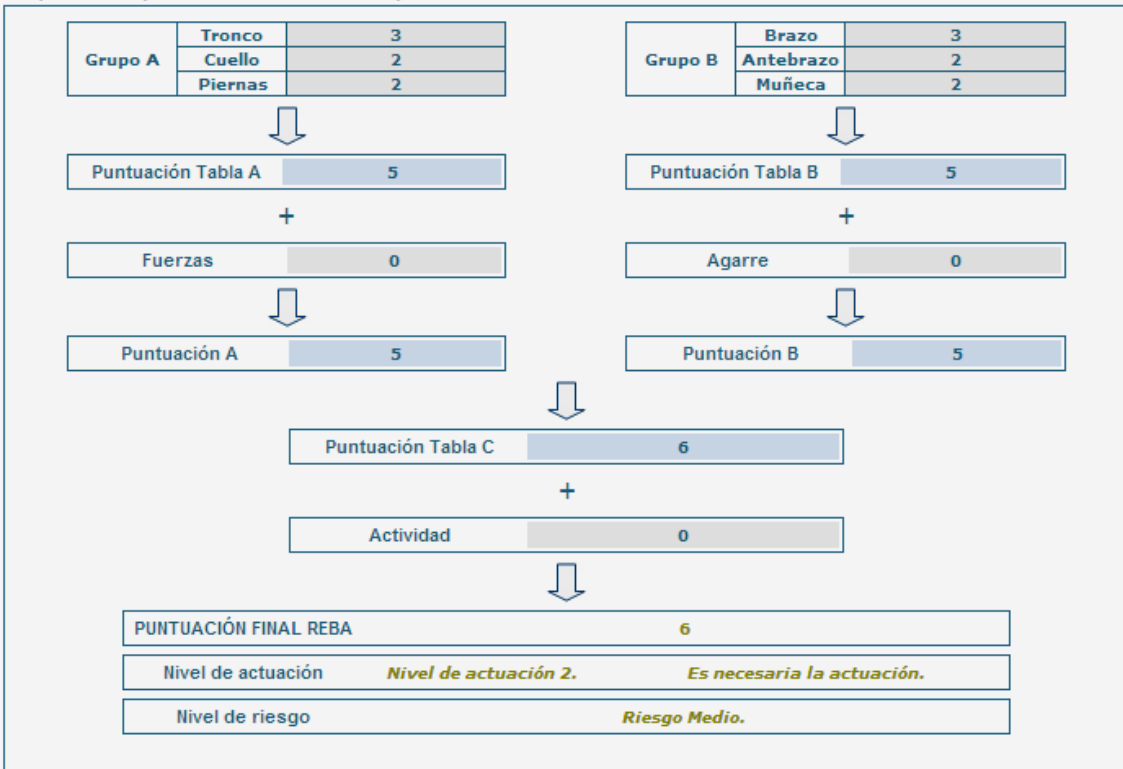 Tronco 3
Grupo A Cuello 2
Piernas 2
Brazo 3
Grupo B Antebrazo 2
Muñeca 2
Puntuación Tabla A 5
Puntuación Tabla B 5
+
+
Fuerzas 0
Agarre 0
Puntuación A 5
Puntuación B 5
Puntuación Tabla C 6
+
Actividad 0
PUNTUACIÓN FINAL REBA 6
Nivel de actuación Nivel de actuación 2. Es necesaria la actuación.
Nivel de riesgo Riesgo Medio.